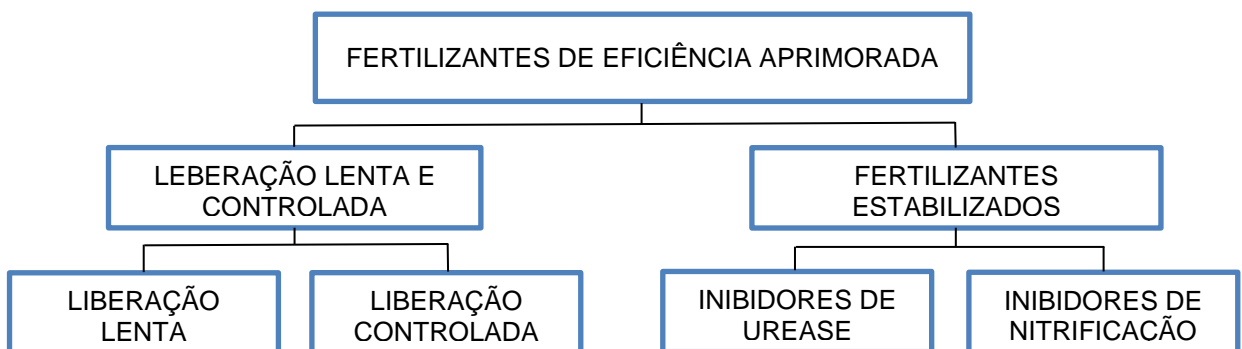 FERTILIZANTES DE EFICIÊNCIA APRIMORADA
LEBERAÇÃO LENTA E
CONTROLADA
FERTILIZANTES
ESTABILIZADOS
LIBERAÇÃO
LENTA
LIBERAÇÃO
CONTROLADA
INIBIDORES DE
UREASE
INIBIDORES DE
NITRIFICAÇÃO